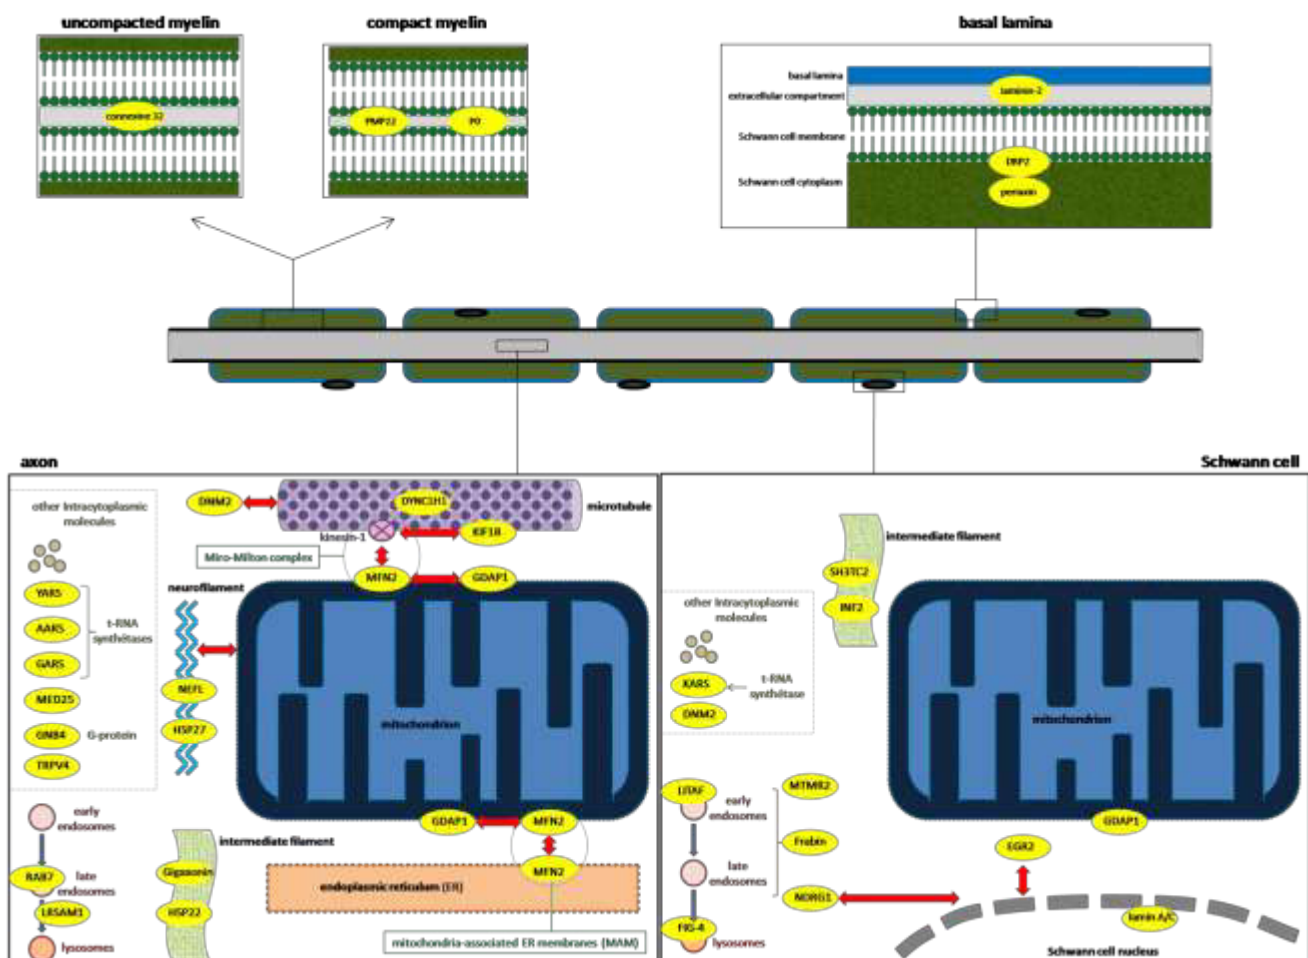 uncompacted myelin
compact myelin
basal lamina
connexine 32
PMP22
P0
basal lamina
extracellular compartment
Schwann cell membrane
Schwann cell cytoplasm
laminin-2
DRP2
periaxin
axon
other Intracytoplasmic
molecules
YARS
AARS
GARS
t-RNA
synthétases
MED25
GNB4
G-protein
TRPV4
early
endosomes
RAB7
late
endosomes
LRSAM1
lysosomes
DNM2
DYNC1H1
microtubule
kinesin-1
KIF1B
Miro-Milton complex
MFN2
GDAP1
neurofilament
NEFL
HSP27
mitochondrion
GDAP1
MFN2
intermediate filament
Gigaxonin
HSP22
MFN2
endoplasmic reticulum (ER)
mitochondria-associated ER membranes (MAM)
Schwann cell
intermediate filament
SH3TC2
INF2
other Intracytoplasmic
molecules
KARS
t-RNA
synthétase
DNM2
mitochondrion
GDAP1
LITAF
early
endosomes
MTMR2
Frabin
late
endosomes
NDRG1
FIG-4
lysosomes
EGR2
lamin A/C
Schwann cell nucleus